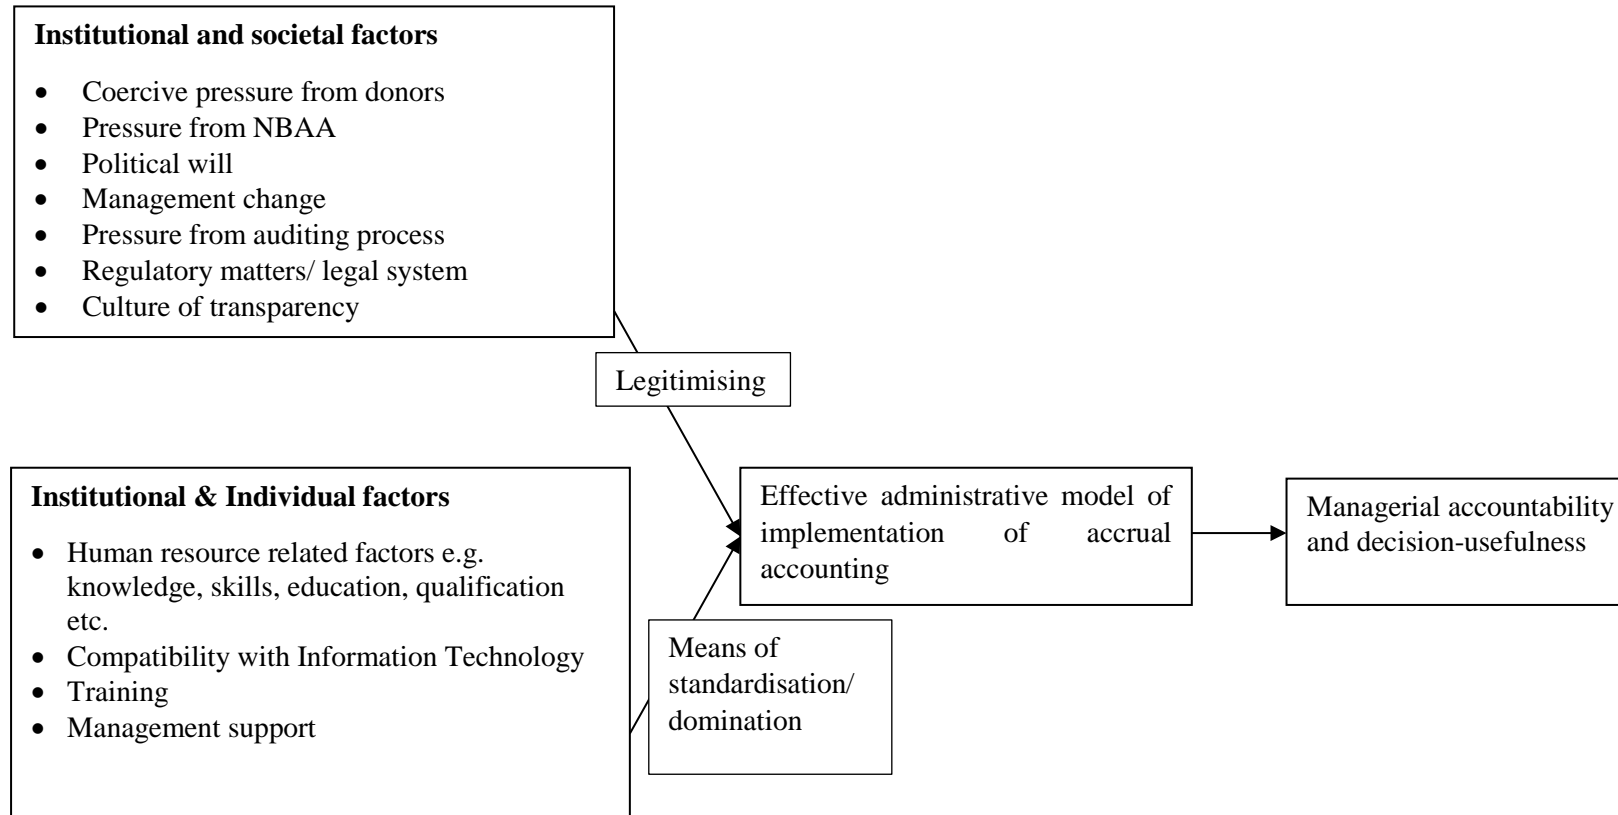 Institutional and societal factors
• Coercive pressure from donors
• Pressure from NBAA
• Political will
• Management change
• Pressure from auditing process
• Regulatory matters/ legal system
• Culture of transparency
Legitimising
Institutional & Individual factors
• Human resource related factors e.g.
knowledge, skills, education, qualification
etc.
• Compatibility with Information Technology
• Training
• Management support
Means of
standardisation/
domination
Effective administrative model of
implementation of accrual
accounting
Managerial accountability
and decision-usefulness